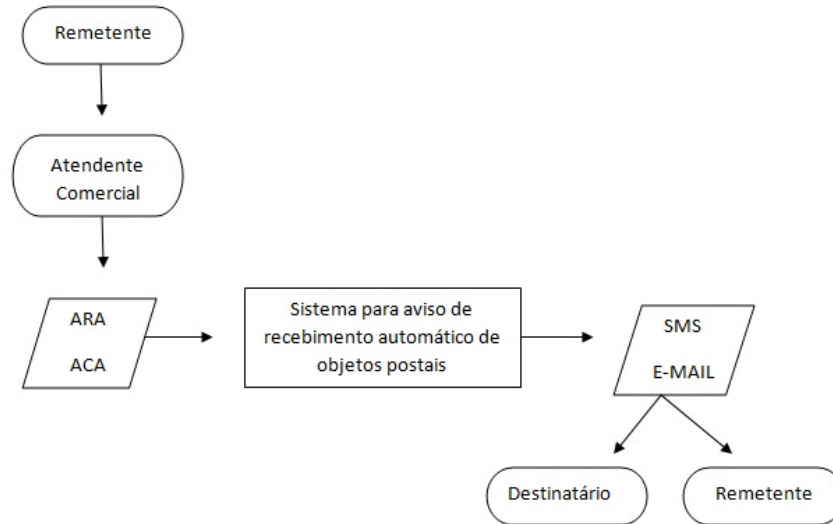 Remetente
Atendente
Comercial
ARA
ACA
Sistema para aviso de
recebimento automático de
objetos postais
SMS
E-MAIL
Destinatário
Remetente